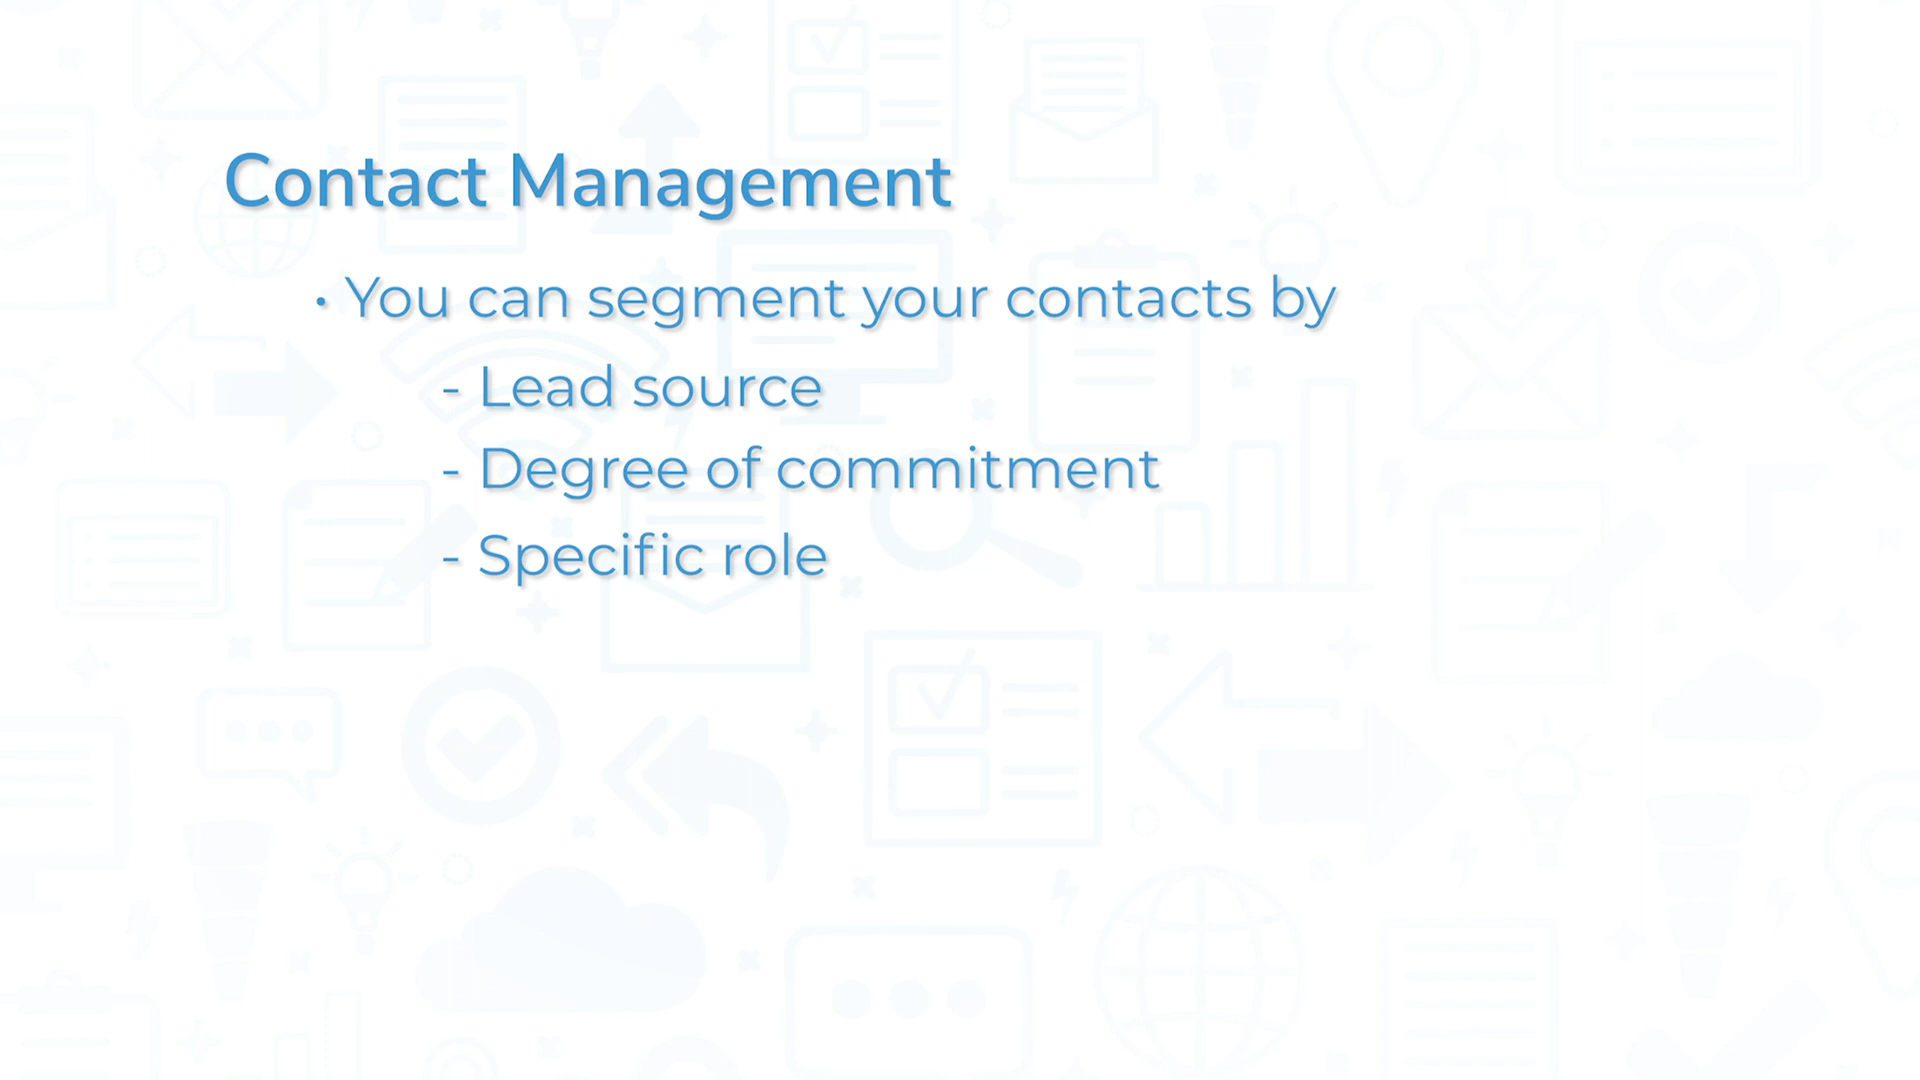 Contact Management
• You can segment your contacts by
- Lead source
- Degree of commitment
- Specific role